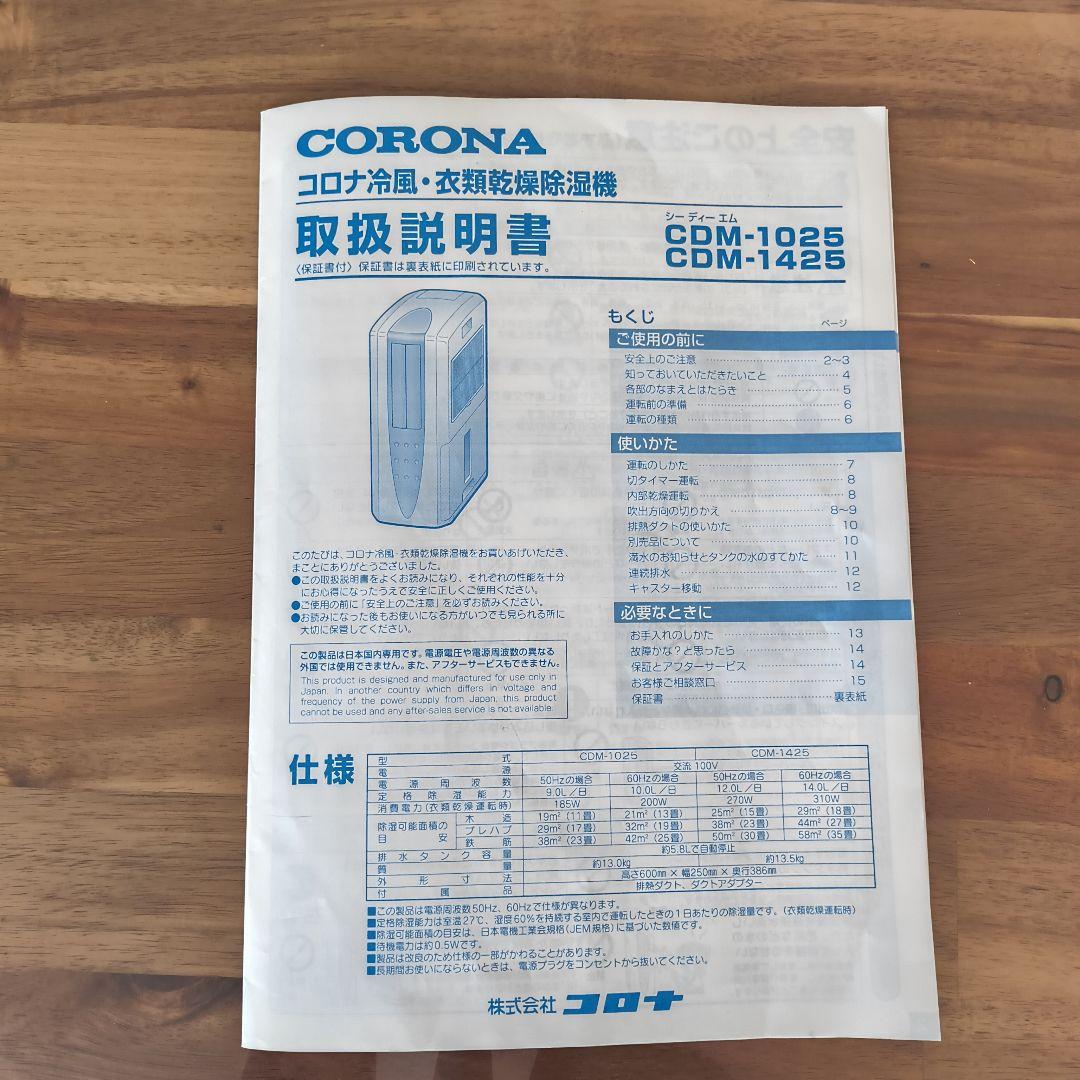 CORONA
コロナ冷風・衣類乾燥除湿機
取扱説明書
〈保証書付〉保証書は裏表紙に印刷されています。
シー ディー エム
CDM-1025
CDM-1425
もくじ
ページ
ご使用の前に
安全上のご注意 2～3
知っておいていただきたいこと 4
各部のなまえとはたらき 5
運転前の準備 6
運転の種類 6
使いかた
運転のしかた 7
切タイマー運転 8
内部乾燥運転 8
吹出方向の切りかえ 8～9
排熱ダクトの使いかた 10
別売品について 10
満水のお知らせとタンクの水のすてかた 11
連続排水 12
キャスター移動 12
必要なときに
お手入れのしかた 13
故障かな？と思ったら 14
保証とアフターサービス 14
お客様ご相談窓口 15
保証書 裏表紙
このたびは、コロナ冷風・衣類乾燥除湿機をお買いあげいただき、
まことにありがとうございました。
●この取扱説明書をよくお読みになり、それぞれの性能を十分
にお心得になったうえで安全に正しくご使用ください。
●ご使用の前に「安全上のご注意」を必ずお読みください。
●お読みになった後もお使いになる方がいつでも見られる所に
大切に保管してください。
この製品は日本国内専用です。電源電圧や電源周波数の異なる
外国では使用できません。また、アフターサービスもできません。
This product is designed and manufactured for use only in
Japan. In another country which differs in voltage and
frequency of the power supply from Japan, this product
cannot be used and any after-sales service is not available.
仕様
型式 CDM-1025 CDM-1425
電源 交流 100V
電源周波数 50Hzの場合 60Hzの場合 50Hzの場合 60Hzの場合
定格除湿能力 9.0L／日 10.0L／日 12.0L／日 14.0L／日
消費電力(衣類乾燥運転時) 185W 200W 270W 310W
除湿可能面積の目安 木造 19m²（11畳） 21m²（13畳） 25m²（15畳） 29m²（18畳）
プレハブ 29m²（17畳） 32m²（19畳） 38m²（23畳） 44m²（27畳）
鉄筋 38m²（23畳） 42m²（25畳） 50m²（30畳） 58m²（35畳）
排水タンク容量 約5.8Lで自動停止
質量 約13.0kg 約13.5kg
外形寸法 高さ600mm × 幅250mm × 奥行386mm
付属品 排熱ダクト、ダクトアダプター
■この製品は電源周波数50Hz、60Hzで仕様が異なります。
■定格除湿能力は室温27℃、湿度60%を持続する室内で運転したときの1日あたりの除湿量です。（衣類乾燥運転時）
■除湿可能面積の目安は、日本電機工業会規格(JEM規格)に基づいた数値です。
■待機電力は約0.5Wです。
■製品は改良のため仕様の一部がかわることがあります。
■長期間お使いにならないときは、電源プラグをコンセントから抜いてください。
株式会社 コロナ